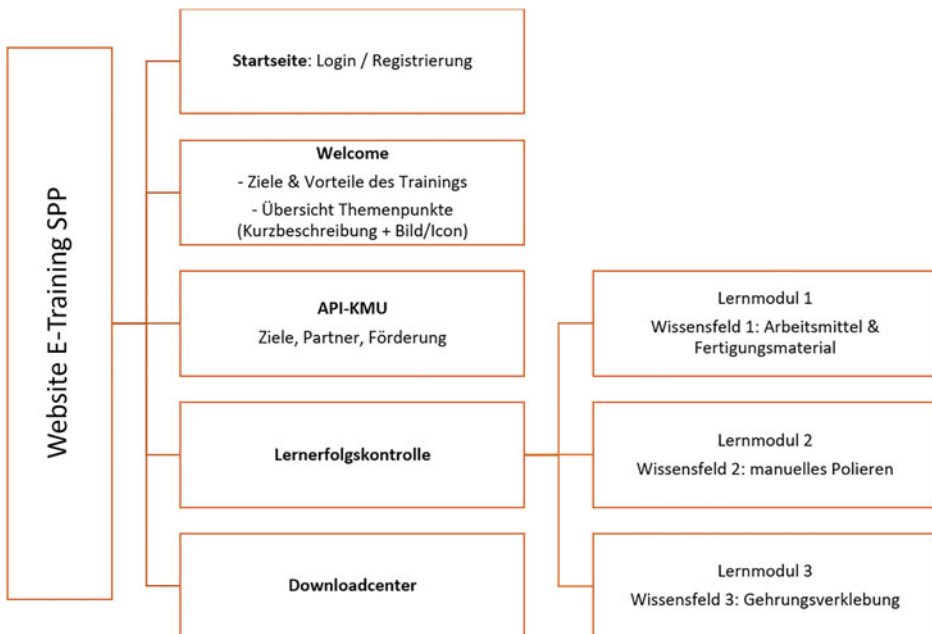 Website E-Training SPP
Startseite: Login / Registrierung
Welcome
- Ziele & Vorteile des Trainings
- Übersicht Themenpunkte
(Kurzbeschreibung + Bild/Icon)
API-KMU
Ziele, Partner, Förderung
Lernerfolgskontrolle
Downloadcenter
Lernmodul 1
Wissensfeld 1: Arbeitsmittel &
Fertigungsmaterial
Lernmodul 2
Wissensfeld 2: manuelles Polieren
Lernmodul 3
Wissensfeld 3: Gehrungsverklebung